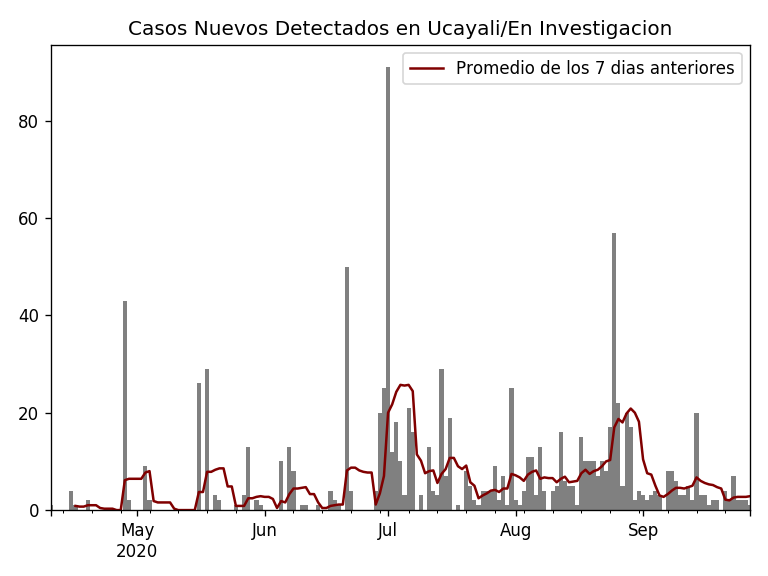 Casos Nuevos Detectados en Ucayali/En Investigacion
Promedio de los 7 dias anteriores
80
60
40
20
0
May Jun Jul Aug Sep
2020